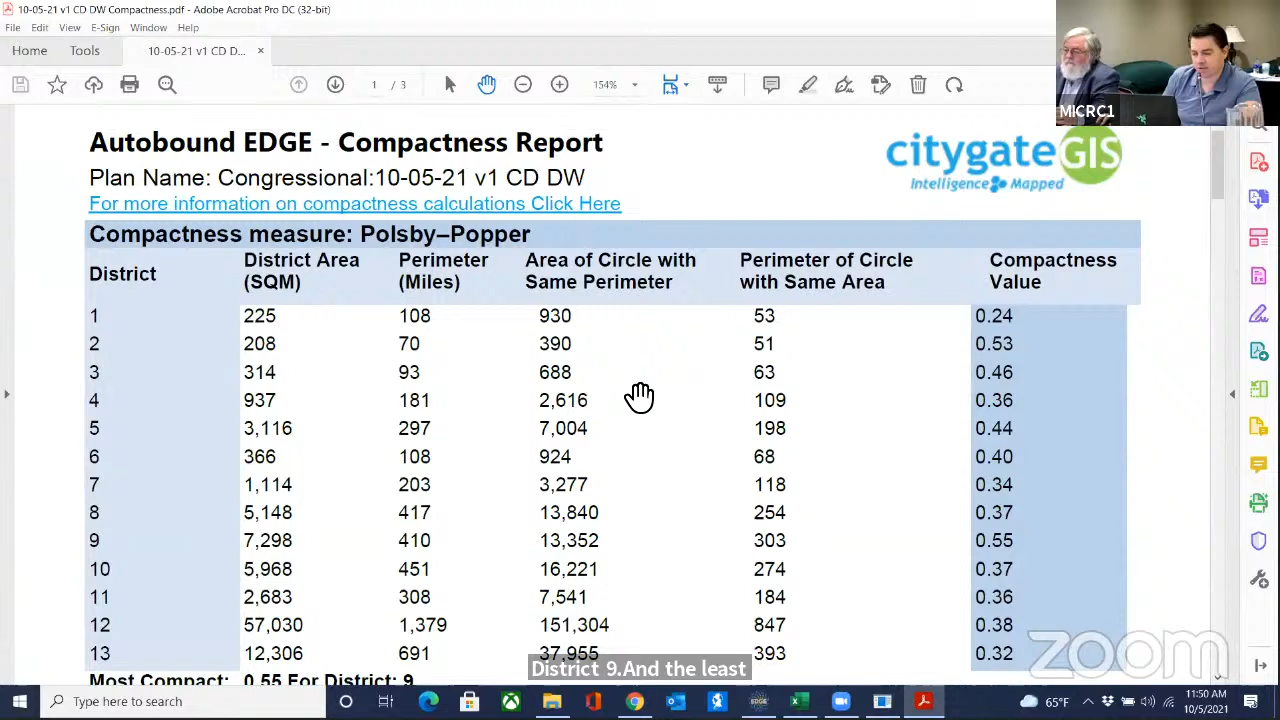 10-05-21 v1 CD DW Compactness.pdf - Adobe Acrobat Pro DC (32-bit)
File Edit View E-Sign Window Help
Home Tools 10-05-21 v1 CD D... ×
1 / 3 154%
MICRC1
Autobound EDGE - Compactness Report
citygateGIS
Intelligence Mapped
Plan Name: Congressional:10-05-21 v1 CD DW
For more information on compactness calculations Click Here
Compactness measure: Polsby–Popper
District District Area (SQM) Perimeter (Miles) Area of Circle with Same Perimeter Perimeter of Circle with Same Area Compactness Value
1 225 108 930 53 0.24
2 208 70 390 51 0.53
3 314 93 688 63 0.46
4 937 181 2,616 109 0.36
5 3,116 297 7,004 198 0.44
6 366 108 924 68 0.40
7 1,114 203 3,277 118 0.34
8 5,148 417 13,840 254 0.37
9 7,298 410 13,352 303 0.55
10 5,968 451 16,221 274 0.37
11 2,683 308 7,541 184 0.36
12 57,030 1,379 151,304 847 0.38
13 12,306 691 37,955 393 0.32
zoom
District 9.And the least
Most Compact: 0.55 For District: 9
Type here to search
65°F
11:50 AM
10/5/2021